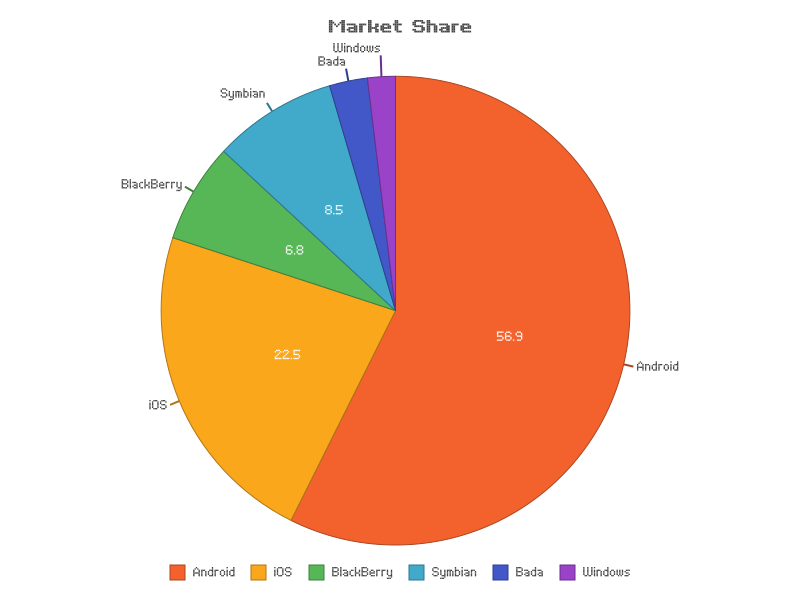 Market Share
Windows
Bada
Symbian
BlackBerry
8.5
6.8
56.9
22.5
Android
iOS
Android iOS BlackBerry Symbian Bada Windows